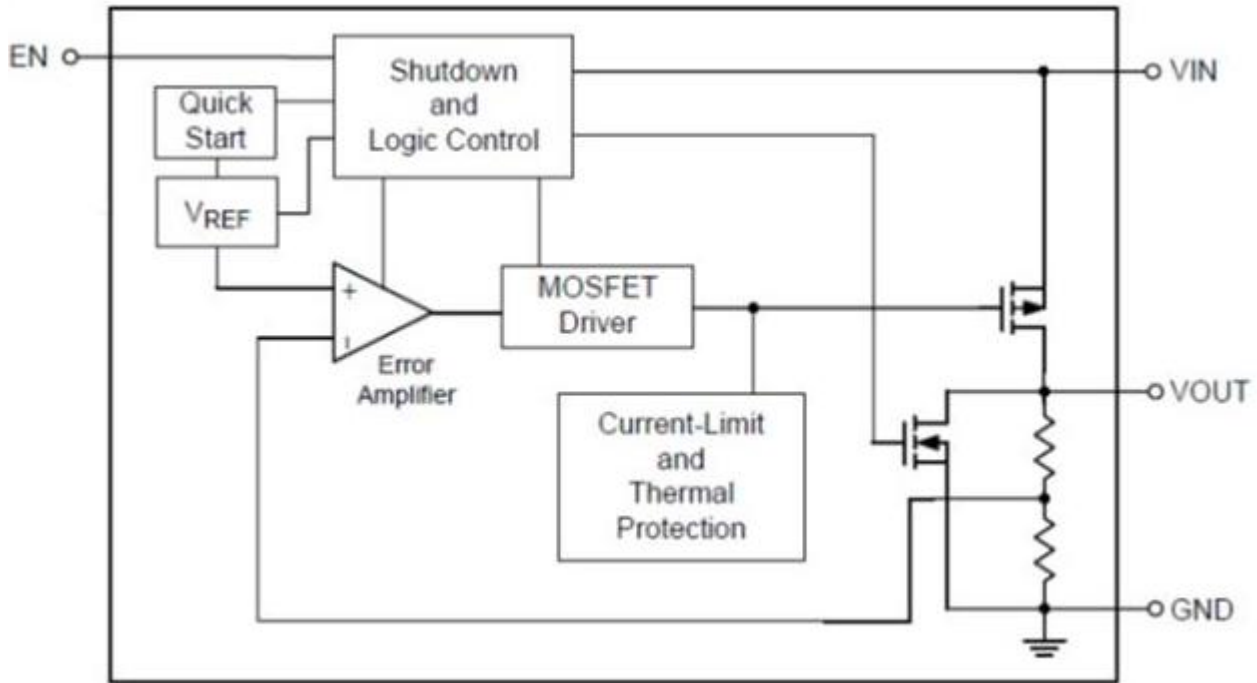 EN
Shutdown
and
Logic Control
VIN
Quick
Start
VREF
+
-
MOSFET
Driver
Error
Amplifier
VOUT
Current-Limit
and
Thermal
Protection
GND